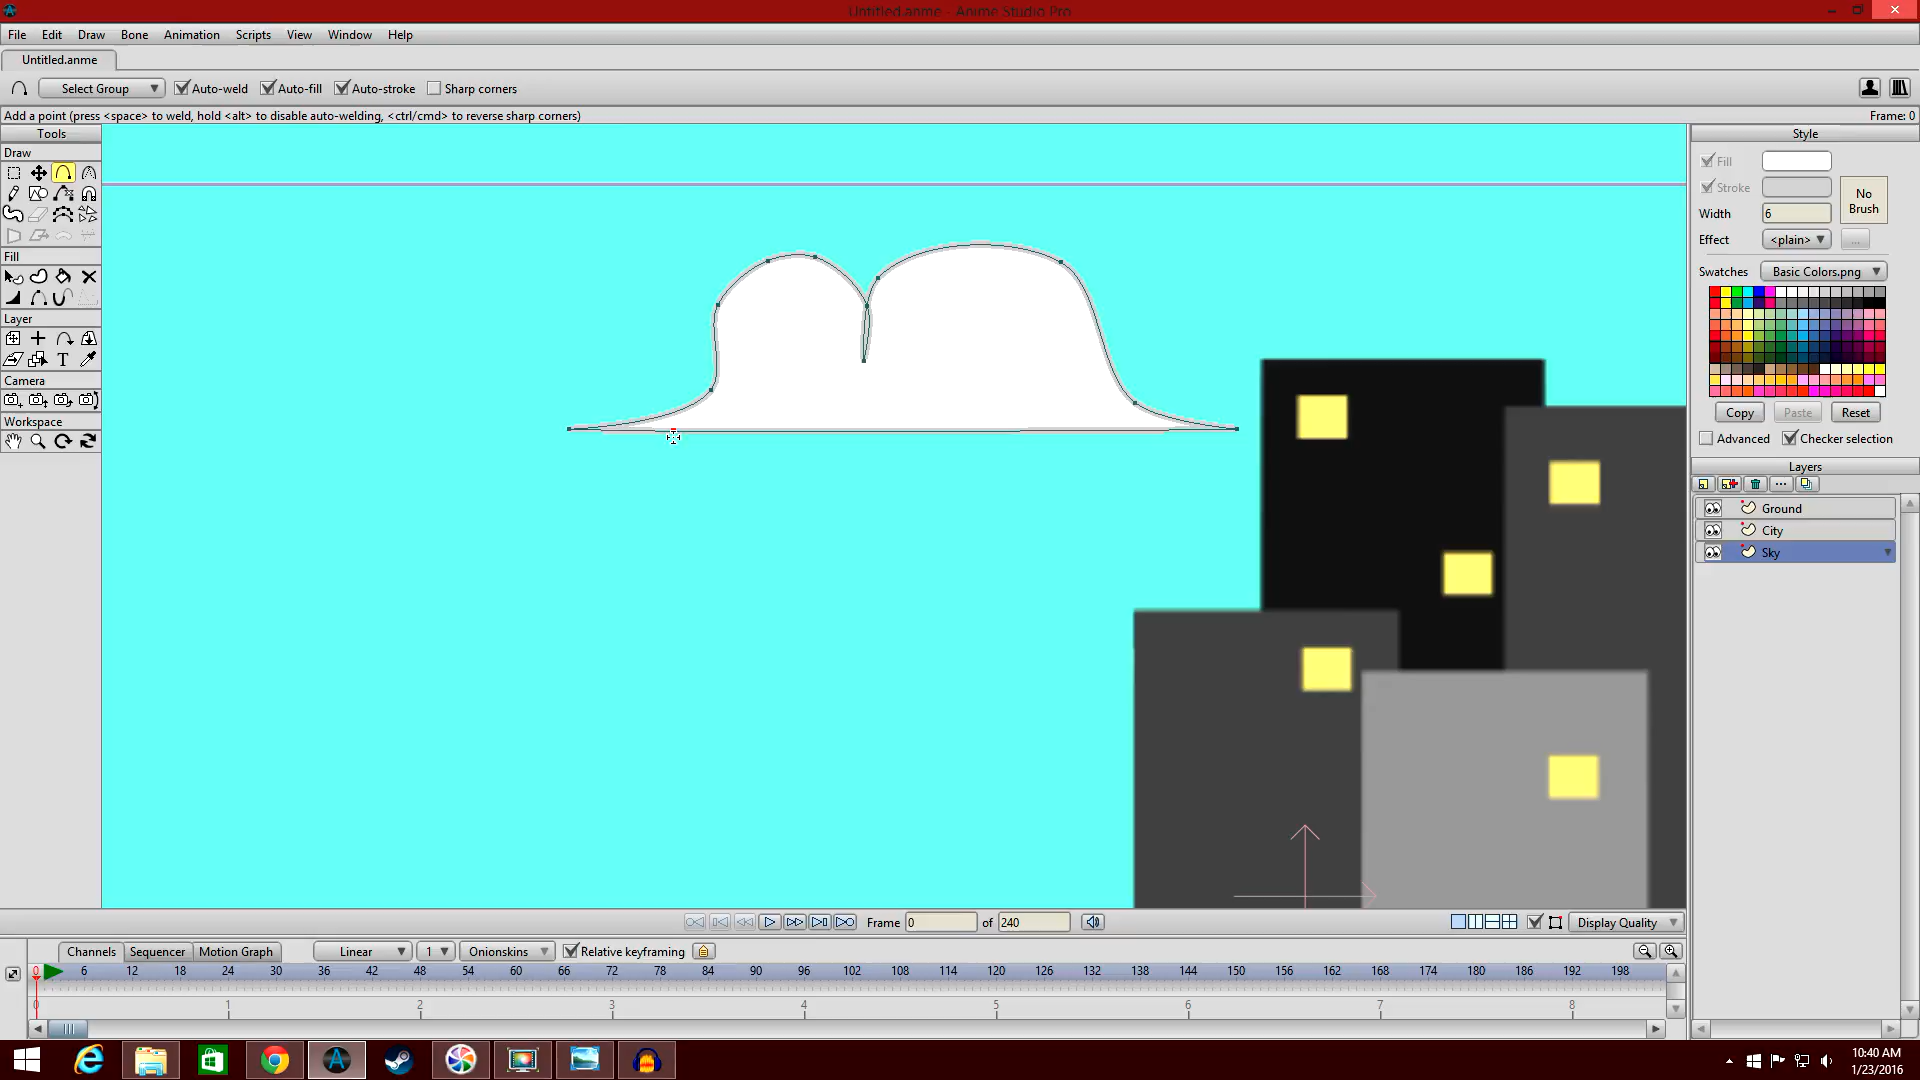 Untitled.anme - Anime Studio Pro
File Edit Draw Bone Animation Scripts View Window Help
Untitled.anme
Select Group Auto-weld Auto-fill Auto-stroke Sharp corners
Add a point (press <space> to weld, hold <alt> to disable auto-welding, <ctrl/cmd> to reverse sharp corners) Frame: 0
Tools
Draw
Fill
Layer
T
Camera
Workspace
Style
Fill
Stroke
No Brush
Width 6
Effect <plain> ...
Swatches Basic Colors.png
Copy Paste Reset
Advanced Checker selection
Layers
Ground
City
Sky
Frame 0 of 240 Display Quality
Channels Sequencer Motion Graph Linear 1 Onionskins Relative keyframing
0 6 12 18 24 30 36 42 48 54 60 66 72 78 84 90 96 102 108 114 120 126 132 138 144 150 156 162 168 174 180 186 192 198
0 1 2 3 4 5 6 7 8
10:40 AM
1/23/2016